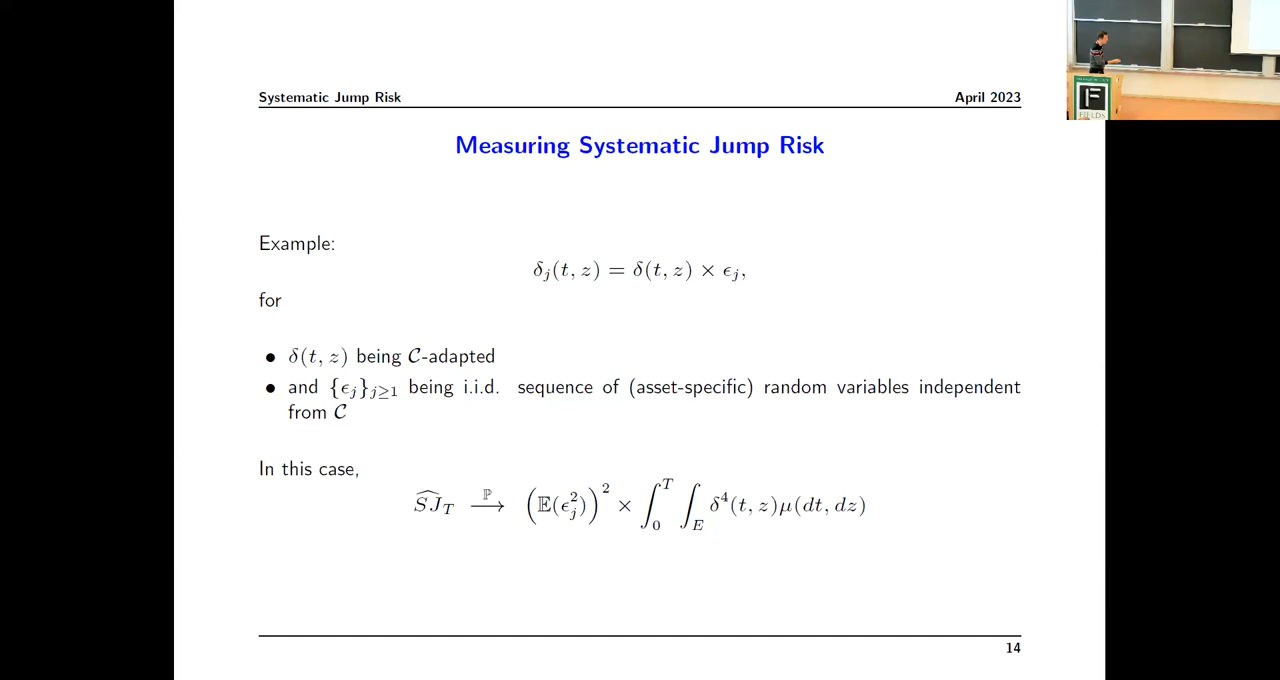 Systematic Jump Risk April 2023
Measuring Systematic Jump Risk
Example:
δ_j(t, z) = δ(t, z) × ϵ_j,
for
• δ(t, z) being 𝒞-adapted
• and {ϵ_j}_{j≥1} being i.i.d. sequence of (asset-specific) random variables independent
from 𝒞
In this case,
\widehat{SJ}_T \overset{ℙ}{⟶} (𝔼(ϵ_j^2))^2 × ∫_0^T ∫_E δ^4(t, z)μ(dt, dz)
14
F
FIELDS